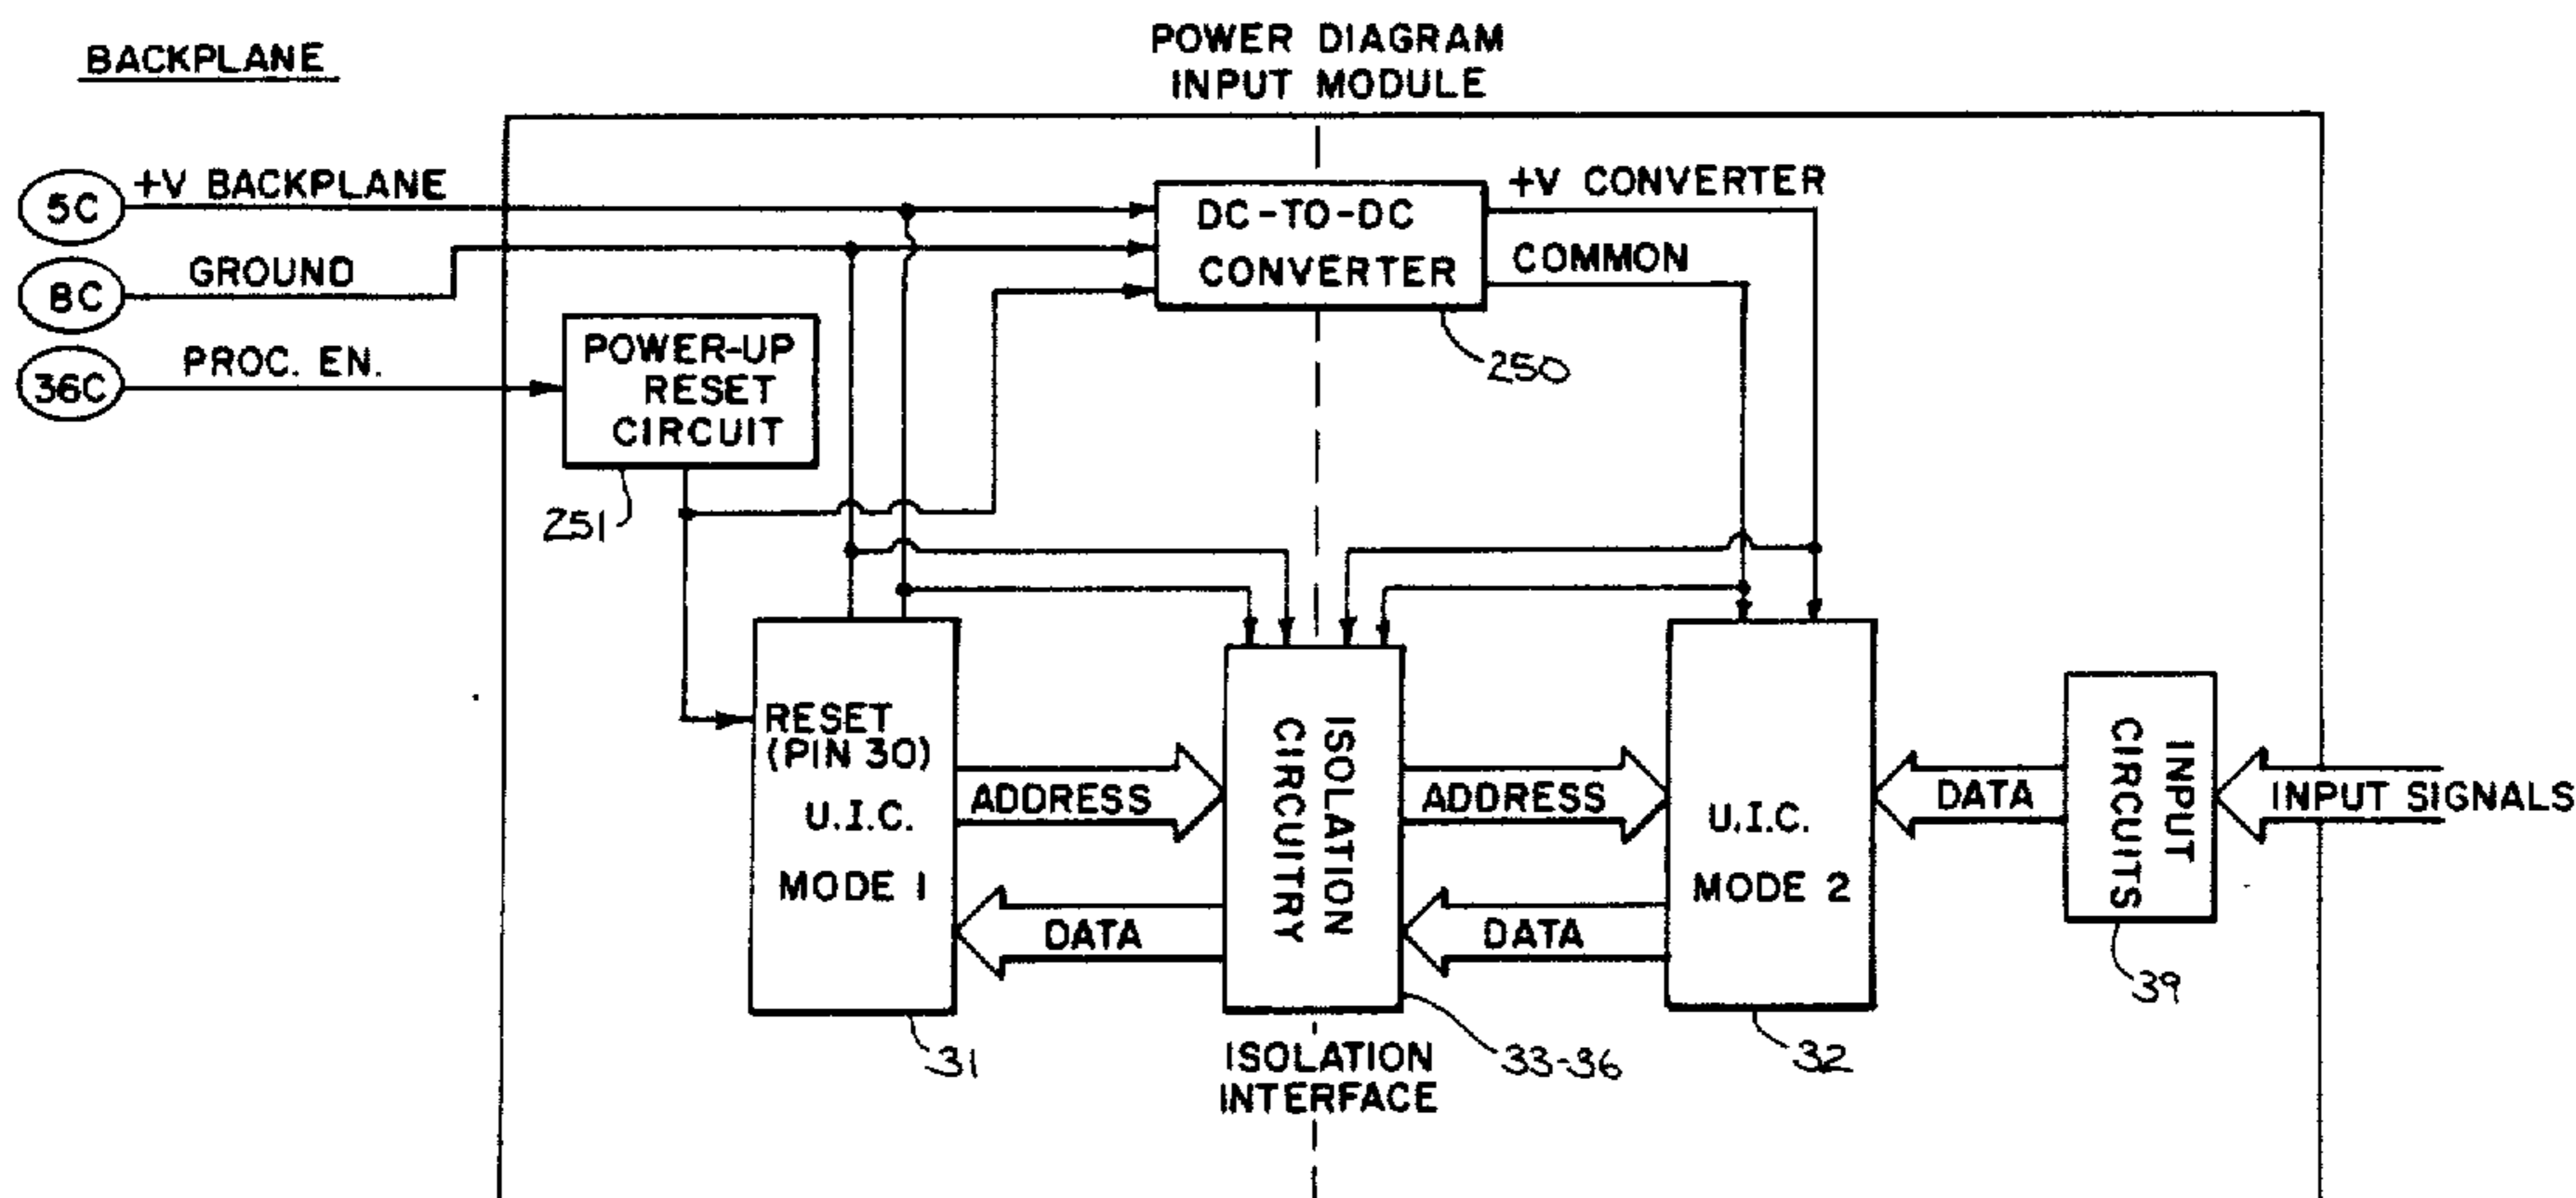 BACKPLANE
POWER DIAGRAM
INPUT MODULE
5C
+V BACKPLANE
8C
GROUND
36C
PROC. EN.
DC-TO-DC
CONVERTER
+V CONVERTER
COMMON
250
POWER-UP
RESET
CIRCUIT
251
RESET
(PIN 30)
U.I.C.
MODE 1
31
ADDRESS
DATA
ISOLATION
CIRCUITRY
33-36
ISOLATION
INTERFACE
ADDRESS
DATA
U.I.C.
MODE 2
32
DATA
INPUT
CIRCUITS
39
INPUT SIGNALS